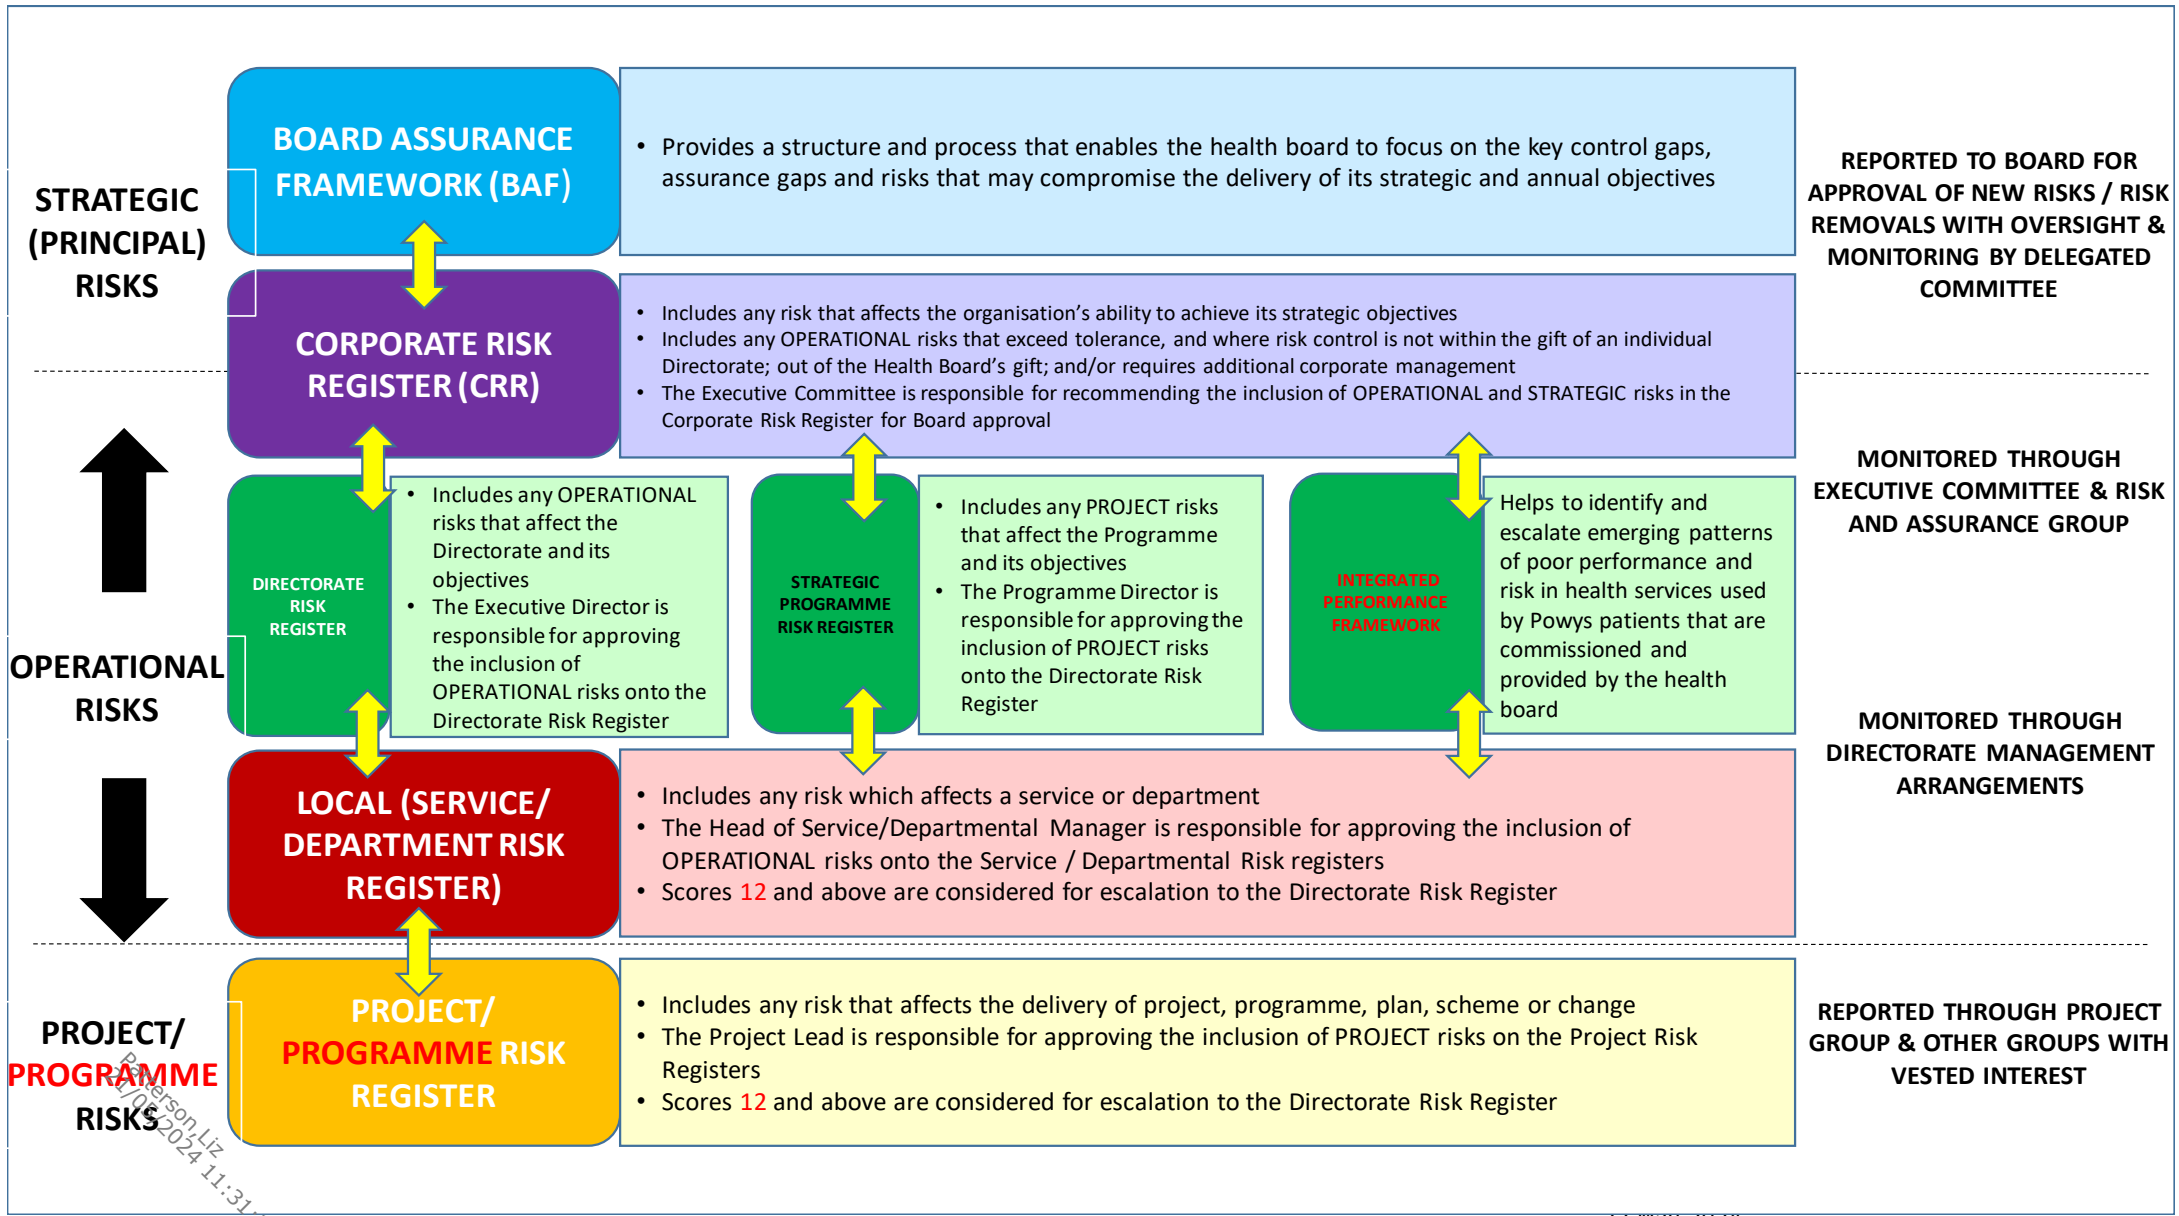 STRATEGIC
(PRINCIPAL)
RISKS
BOARD ASSURANCE
FRAMEWORK (BAF)
• Provides a structure and process that enables the health board to focus on the key control gaps,
assurance gaps and risks that may compromise the delivery of its strategic and annual objectives
REPORTED TO BOARD FOR
APPROVAL OF NEW RISKS / RISK
REMOVALS WITH OVERSIGHT &
MONITORING BY DELEGATED
COMMITTEE
CORPORATE RISK
REGISTER (CRR)
• Includes any risk that affects the organisation’s ability to achieve its strategic objectives
• Includes any OPERATIONAL risks that exceed tolerance, and where risk control is not within the gift of an individual
Directorate; out of the Health Board’s gift; and/or requires additional corporate management
• The Executive Committee is responsible for recommending the inclusion of OPERATIONAL and STRATEGIC risks in the
Corporate Risk Register for Board approval
MONITORED THROUGH
EXECUTIVE COMMITTEE & RISK
AND ASSURANCE GROUP
OPERATIONAL
RISKS
DIRECTORATE
RISK
REGISTER
• Includes any OPERATIONAL
risks that affect the
Directorate and its
objectives
• The Executive Director is
responsible for approving
the inclusion of
OPERATIONAL risks onto the
Directorate Risk Register
STRATEGIC
PROGRAMME
RISK REGISTER
• Includes any PROJECT risks
that affect the Programme
and its objectives
• The Programme Director is
responsible for approving the
inclusion of PROJECT risks
onto the Directorate Risk
Register
INTEGRATED
PERFORMANCE
FRAMEWORK
Helps to identify and
escalate emerging patterns
of poor performance and
risk in health services used
by Powys patients that are
commissioned and
provided by the health
board
MONITORED THROUGH
DIRECTORATE MANAGEMENT
ARRANGEMENTS
LOCAL (SERVICE/
DEPARTMENT RISK
REGISTER)
• Includes any risk which affects a service or department
• The Head of Service/Departmental Manager is responsible for approving the inclusion of
OPERATIONAL risks onto the Service / Departmental Risk registers
• Scores 12 and above are considered for escalation to the Directorate Risk Register
PROJECT/
PROGRAMME
RISKS
PROJECT/
PROGRAMME RISK
REGISTER
• Includes any risk that affects the delivery of project, programme, plan, scheme or change
• The Project Lead is responsible for approving the inclusion of PROJECT risks on the Project Risk
Registers
• Scores 12 and above are considered for escalation to the Directorate Risk Register
REPORTED THROUGH PROJECT
GROUP & OTHER GROUPS WITH
VESTED INTEREST
Patterson, Liz
21/05/2024 11:31: